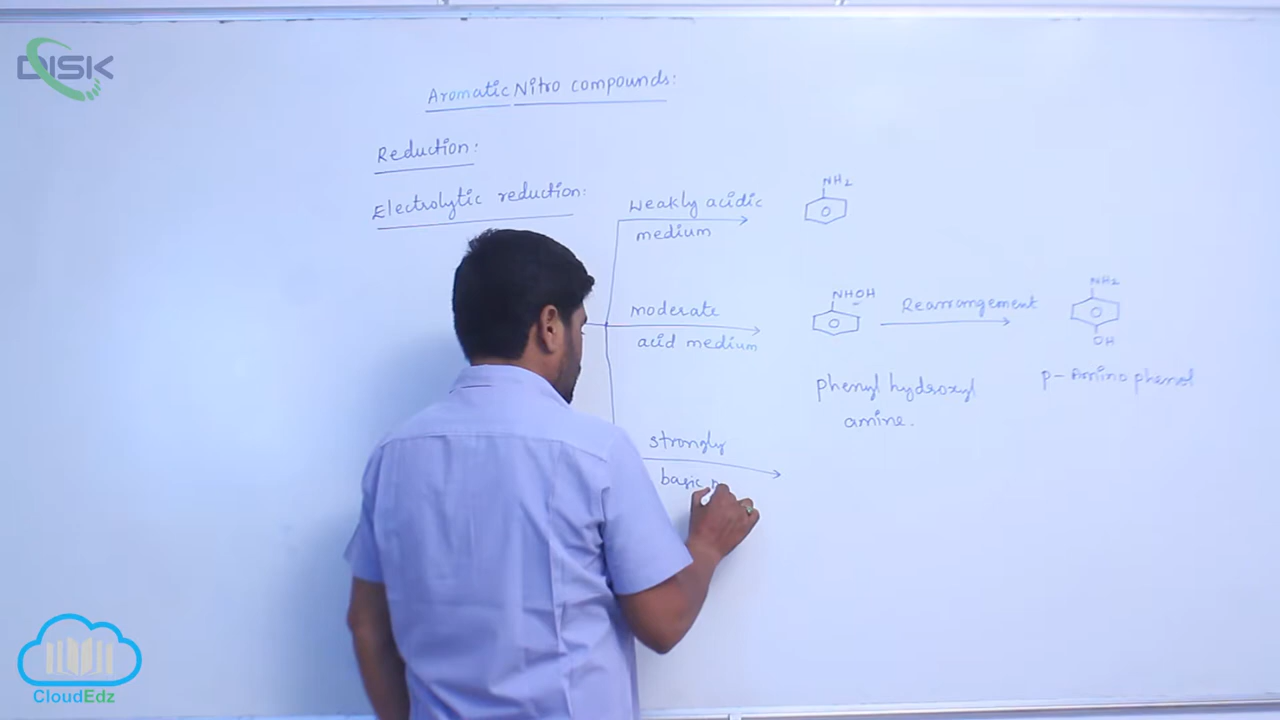 DISK
Aromatic Nitro compounds:
Reduction:
Electrolytic reduction:
weakly acidic
medium
NH2
moderate
acid medium
NHOH
Rearrangement
NH2
OH
phenyl hydroxyl
amine.
p-Amino phenol
strongly
basic
CloudEdz